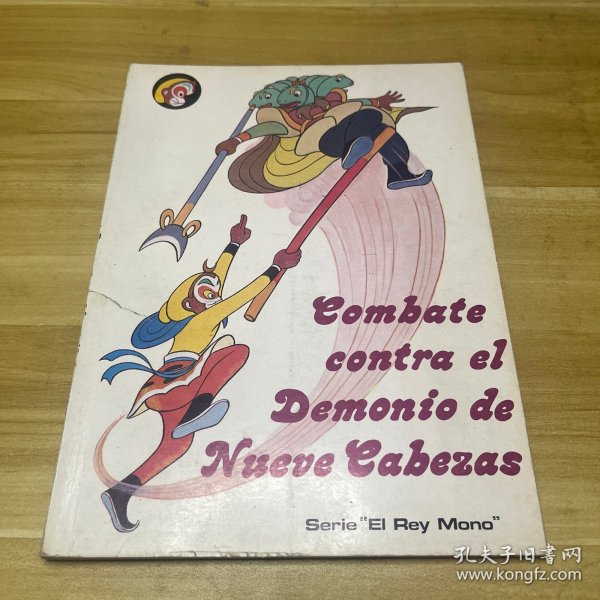 Combate
contra el
Demonio de
Nueve Cabezas
Serie "El Rey Mono"
孔夫子旧书网
www.kongfz.com